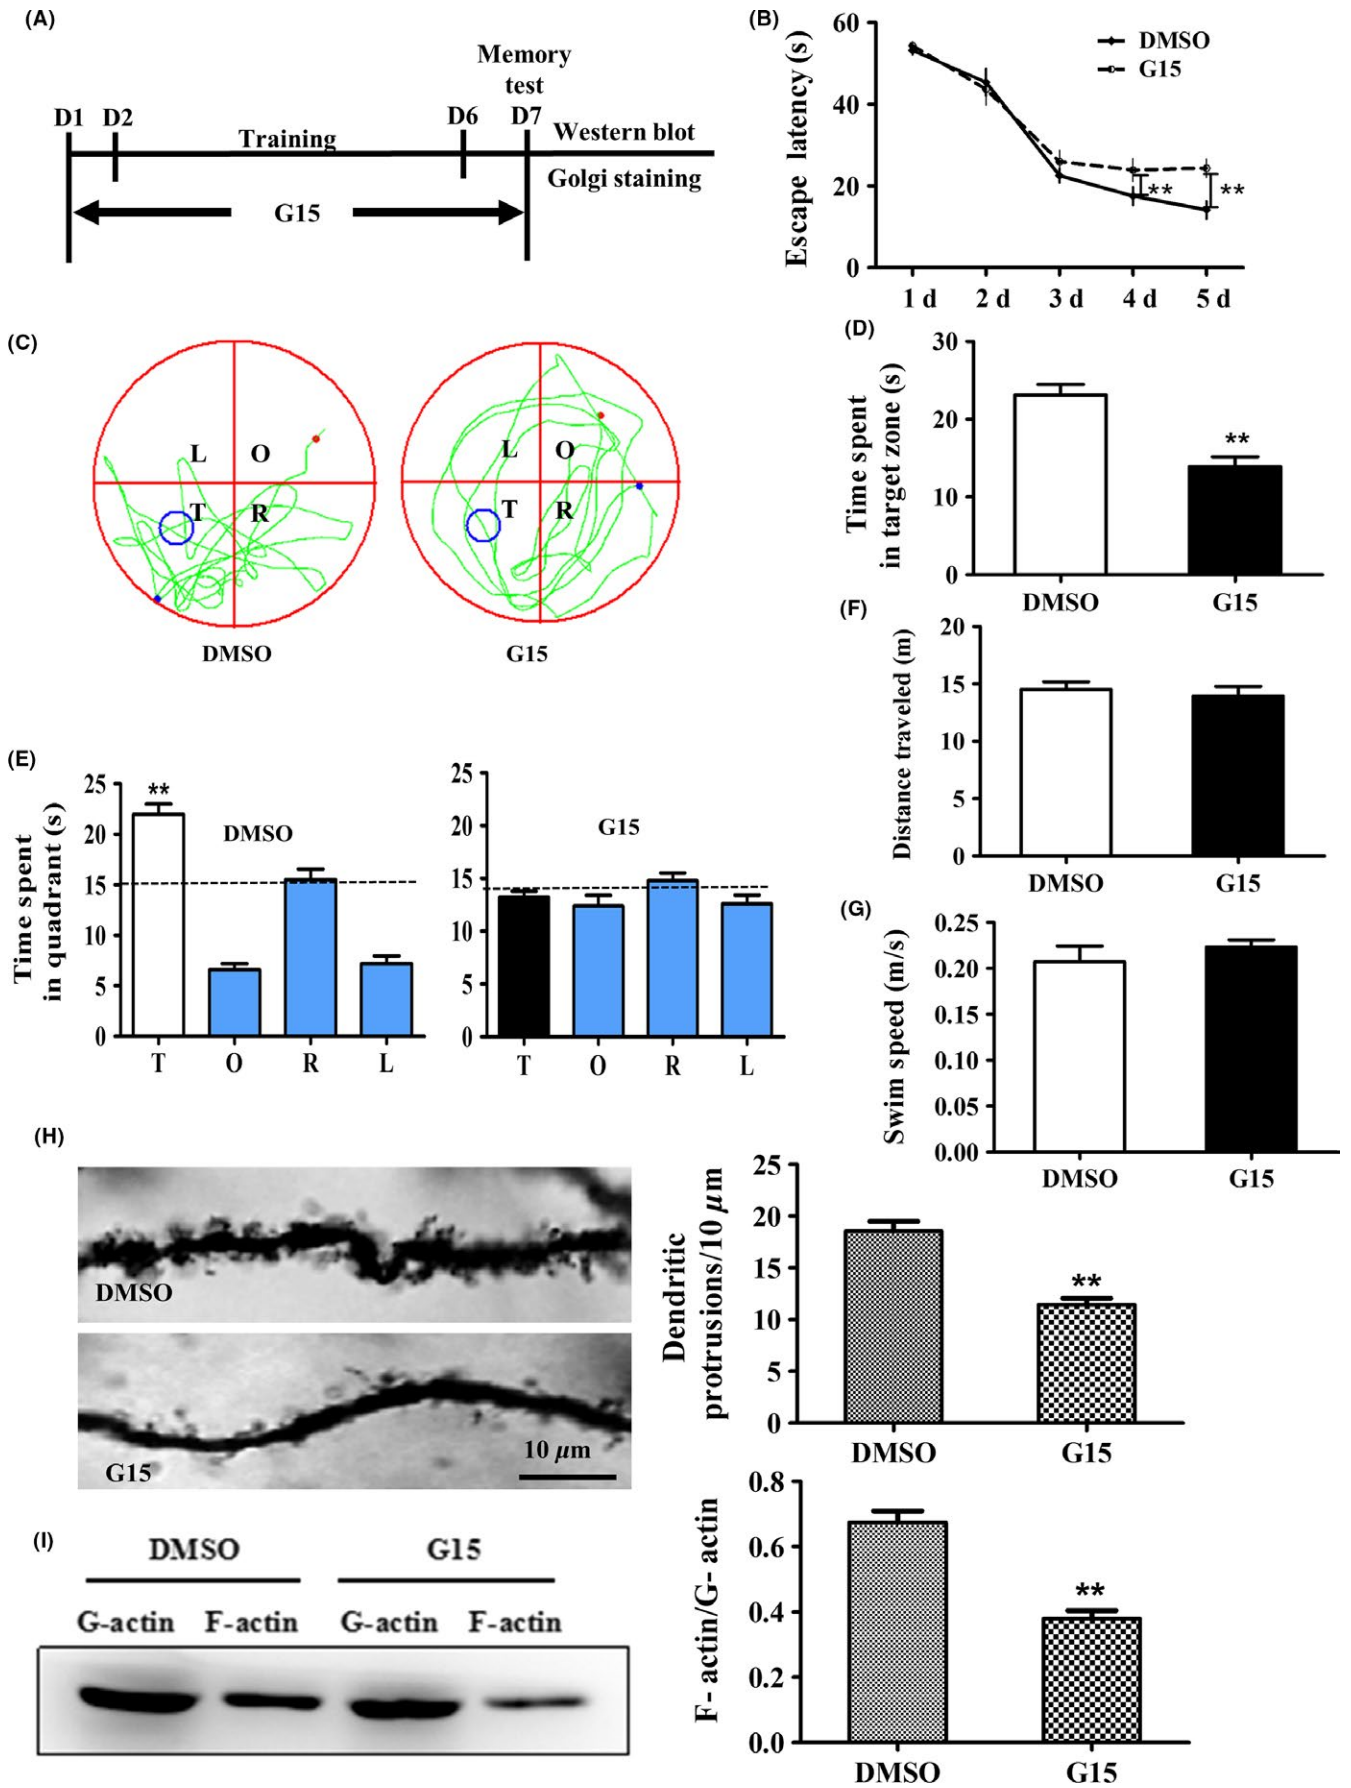 (A)
Memory
test
D1 D2 D6 D7
Training
Western blot
Golgi staining
G15
(B)
Escape latency (s)
60
40
20
0
DMSO
G15
**
**
1 d 2 d 3 d 4 d 5 d
(C)
L O
T R
DMSO
L O
T R
G15
(D)
Time spent
in target zone (s)
30
20
10
0
**
DMSO G15
(E)
Time spent
in quadrant (s)
25
20
15
10
5
0
**
DMSO
T O R L
25
20
15
10
5
0
G15
T O R L
(F)
Distance traveled (m)
20
15
10
5
0
DMSO G15
(G)
Swim speed (m/s)
0.25
0.20
0.15
0.10
0.05
0.00
DMSO G15
(H)
DMSO
G15
10 μm
Dendritic
protrusions/10 μm
25
20
15
10
5
0
**
DMSO G15
(I)
DMSO G15
G-actin F-actin G-actin F-actin
F- actin/G- actin
0.8
0.6
0.4
0.2
0.0
**
DMSO G15